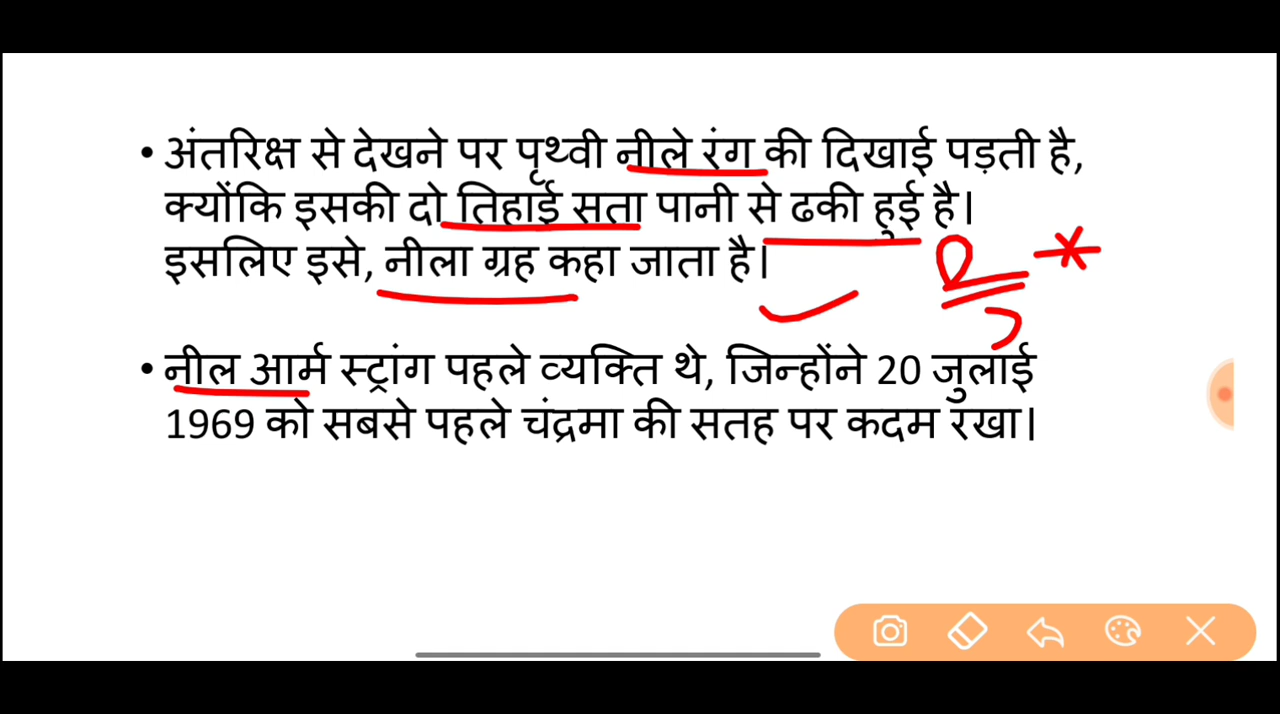 • अंतरिक्ष से देखने पर पृथ्वी नीले रंग की दिखाई पड़ती है,
क्योंकि इसकी दो तिहाई सता पानी से ढकी हुई है।
इसलिए इसे, नीला ग्रह कहा जाता है।
• नील आर्म स्ट्रांग पहले व्यक्ति थे, जिन्होंने 20 जुलाई
1969 को सबसे पहले चंद्रमा की सतह पर कदम रखा।